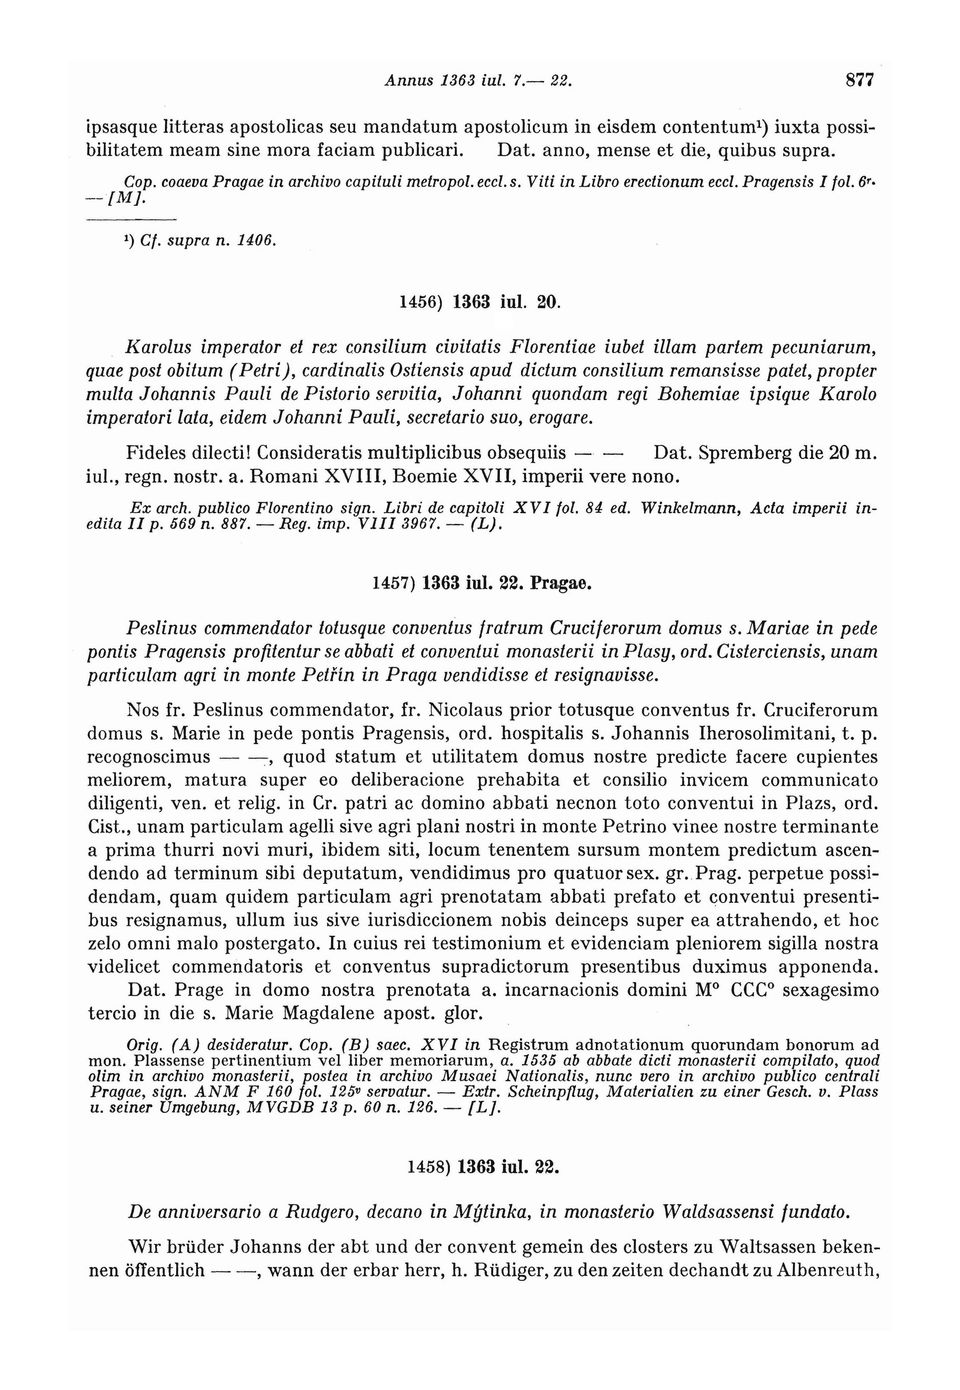 Annus 1363 iul. 7.— 22. 877
ipsasque litteras apostolicas seu mandatum apostolicum in eisdem contentum¹) iuxta possi-
bilitatem meam sine mora faciam publicari. Dat. anno, mense et die, quibus supra.
Cop. coaeva Pragae in archivo capituli metropol. eccl. s. Viti in Libro erectionum eccl. Pragensis I fol. 6r.
— [M].
¹) Cf. supra n. 1406.
1456) 1363 iul. 20.
Karolus imperator et rex consilium civitatis Florentiae iubet illam partem pecuniarum,
quae post obitum (Petri), cardinalis Ostiensis apud dictum consilium remansisse patet, propter
multa Johannis Pauli de Pistorio servitia, Johanni quondam regi Bohemiae ipsique Karolo
imperatori lata, eidem Johanni Pauli, secretario suo, erogare.
Fideles dilecti! Consideratis multiplicibus obsequiis — — Dat. Spremberg die 20 m.
iul., regn. nostr. a. Romani XVIII, Boemie XVII, imperii vere nono.
Ex arch. publico Florentino sign. Libri de capitoli XVI fol. 84 ed. Winkelmann, Acta imperii in-
edita II p. 569 n. 887. — Reg. imp. VIII 3967. — (L).
1457) 1363 iul. 22. Pragae.
Peslinus commendator totusque conventus fratrum Cruciferorum domus s. Mariae in pede
pontis Pragensis profitentur se abbati et conventui monasterii in Plasy, ord. Cisterciensis, unam
particulam agri in monte Petřín in Praga vendidisse et resignavisse.
Nos fr. Peslinus commendator, fr. Nicolaus prior totusque conventus fr. Cruciferorum
domus s. Marie in pede pontis Pragensis, ord. hospitalis s. Johannis Iherosolimitani, t. p.
recognoscimus — —, quod statum et utilitatem domus nostre predicte facere cupientes
meliorem, matura super eo deliberacione prehabita et consilio invicem communicato
diligenti, ven. et relig. in Cr. patri ac domino abbati necnon toto conventui in Plazs, ord.
Cist., unam particulam agelli sive agri plani nostri in monte Petrino vinee nostre terminante
a prima thurri novi muri, ibidem siti, locum tenentem sursum montem predictum ascen-
dendo ad terminum sibi deputatum, vendidimus pro quatuor sex. gr. Prag. perpetue possi-
dendam, quam quidem particulam agri prenotatam abbati prefato et conventui presenti-
bus resignamus, ullum ius sive iurisdiccionem nobis deinceps super ea attrahendo, et hoc
zelo omni malo postergato. In cuius rei testimonium et evidenciam pleniorem sigilla nostra
videlicet commendatoris et conventus supradictorum presentibus duximus apponenda.
Dat. Prage in domo nostra prenotata a. incarnacionis domini M° CCC° sexagesimo
tercio in die s. Marie Magdalene apost. glor.
Orig. (A) desideratur. Cop. (B) saec. XVI in Registrum adnotationum quorundam bonorum ad
mon. Plassense pertinentium vel liber memoriarum, a. 1535 ab abbate dicti monasterii compilato, quod
olim in archivo monasterii, postea in archivo Musaei Nationalis, nunc vero in archivo publico centrali
Pragae, sign. ANM F 160 fol. 125v servatur. — Extr. Scheinpflug, Materialien zu einer Gesch. v. Plass
u. seiner Umgebung, MVGDB 13 p. 60 n. 126. — [L].
1458) 1363 iul. 22.
De anniversario a Rudgero, decano in Mýtinka, in monasterio Waldsassensi fundato.
Wir brüder Johanns der abt und der convent gemein des closters zu Waltsassen beken-
nen öffentlich — —, wann der erbar herr, h. Rüdiger, zu den zeiten dechandt zu Albenreuth,